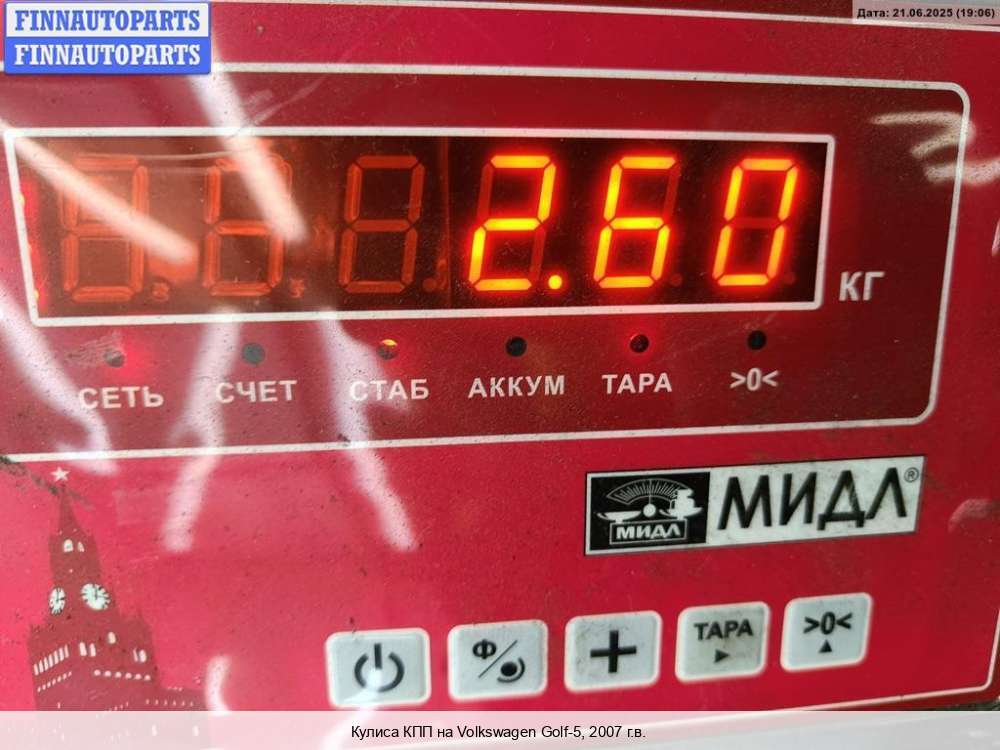 FINNAUTOPARTS
FINNAUTOPARTS
Дата: 21.06.2025 (19:06)
2.60
КГ
СЕТЬ СЧЕТ СТАБ АККУМ ТАРА >0<
МИДЛ МИДЛ®
Ф ТАРА >0<
Кулиса КПП на Volkswagen Golf-5, 2007 г.в.